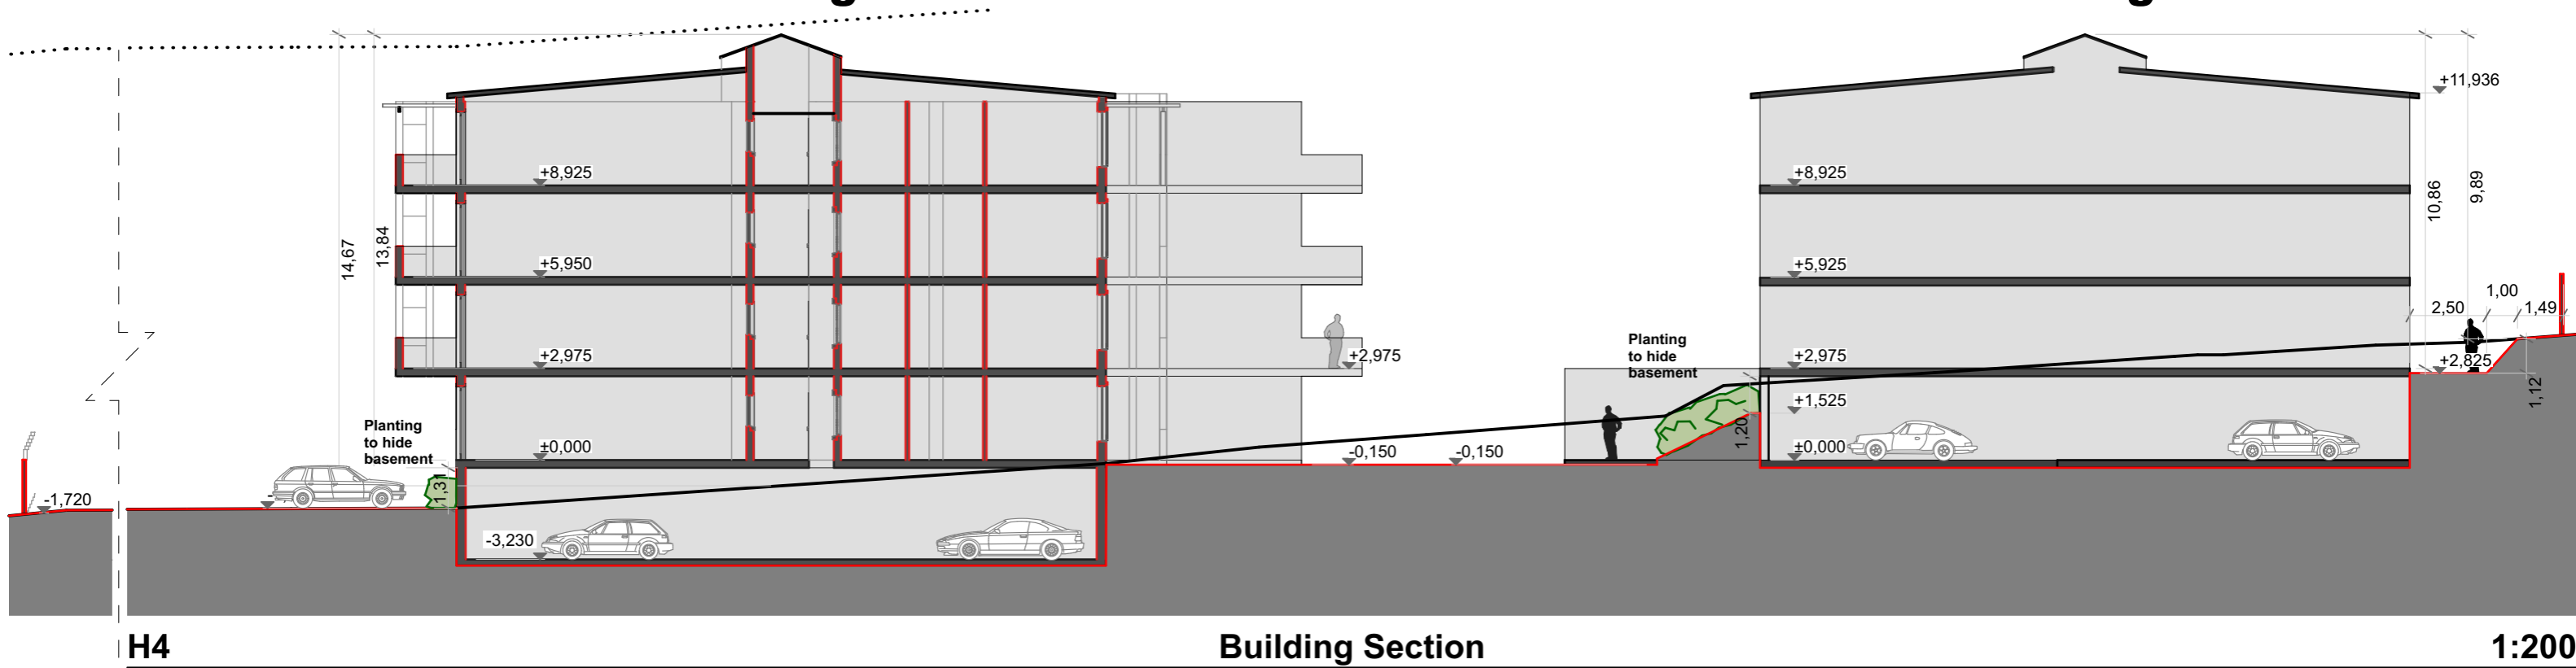 g
g
14,67
13,84
+8,925
+5,950
+2,975
±0,000
-3,230
Planting
to hide
basement
1,31
-1,720
+2,975
-0,150
-0,150
Planting
to hide
basement
1,20
+8,925
+5,925
+2,975
+1,525
±0,000
+11,936
10,86
9,89
2,50
1,00
1,49
+2,825
1,12
H4
Building Section
1:200